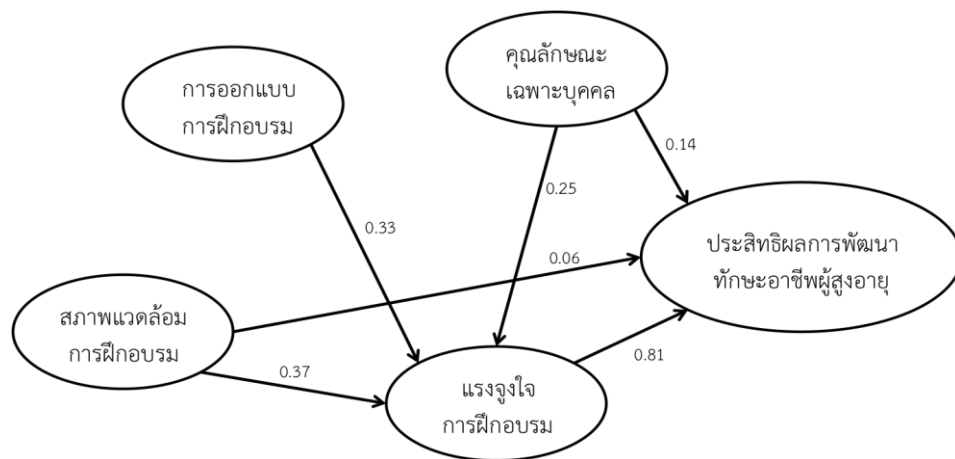 คุณลักษณะ
เฉพาะบุคคล
การออกแบบ
การฝึกอบรม
0.14
0.25
0.33
ประสิทธิผลการพัฒนา
ทักษะอาชีพผู้สูงอายุ
0.06
สภาพแวดล้อม
การฝึกอบรม
0.37
0.81
แรงจูงใจ
การฝึกอบรม